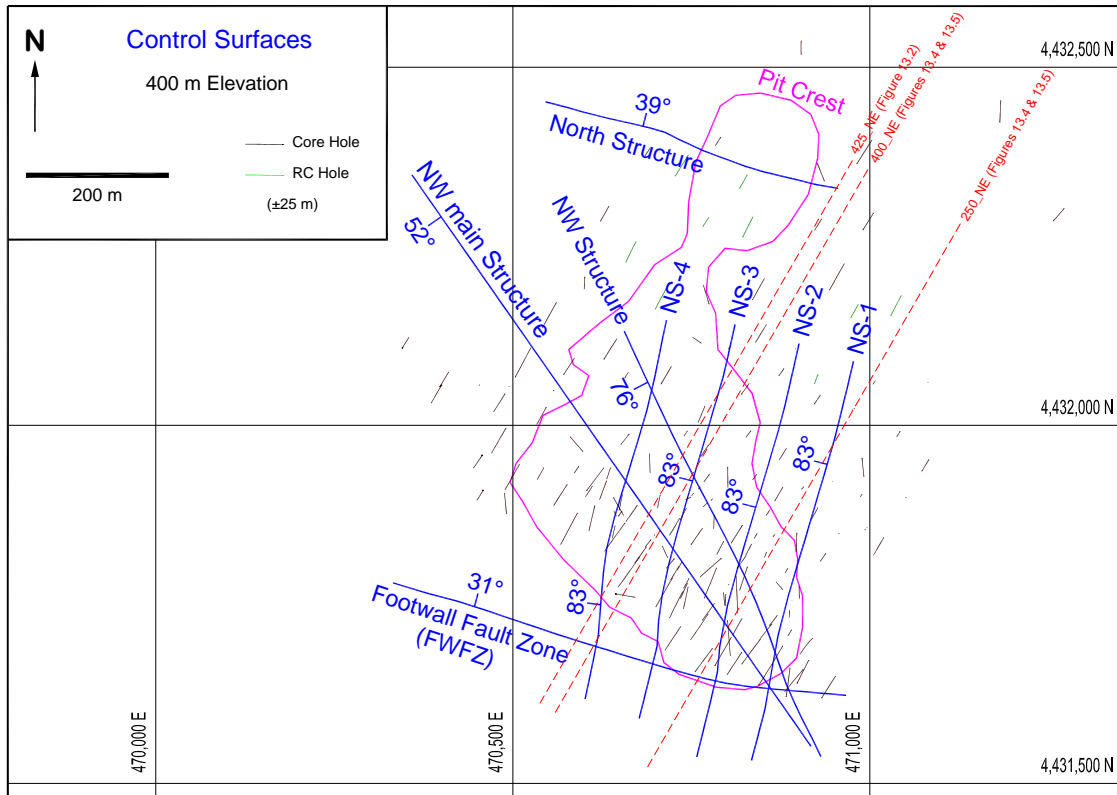 N
Control Surfaces
400 m Elevation
Core Hole
RC Hole
(±25 m)
200 m
4,432,500 N
Pit Crest
425_NE (Figure 13.2)
400_NE (Figures 13.4 & 13.5)
250_NE (Figures 13.4 & 13.5)
39°
North Structure
NW main Structure
52°
NW Structure
76°
NS-4
NS-3
NS-2
NS-1
4,432,000 N
83°
83°
83°
83°
31°
Footwall Fault Zone
(FWFZ)
470,000 E
470,500 E
471,000 E
4,431,500 N